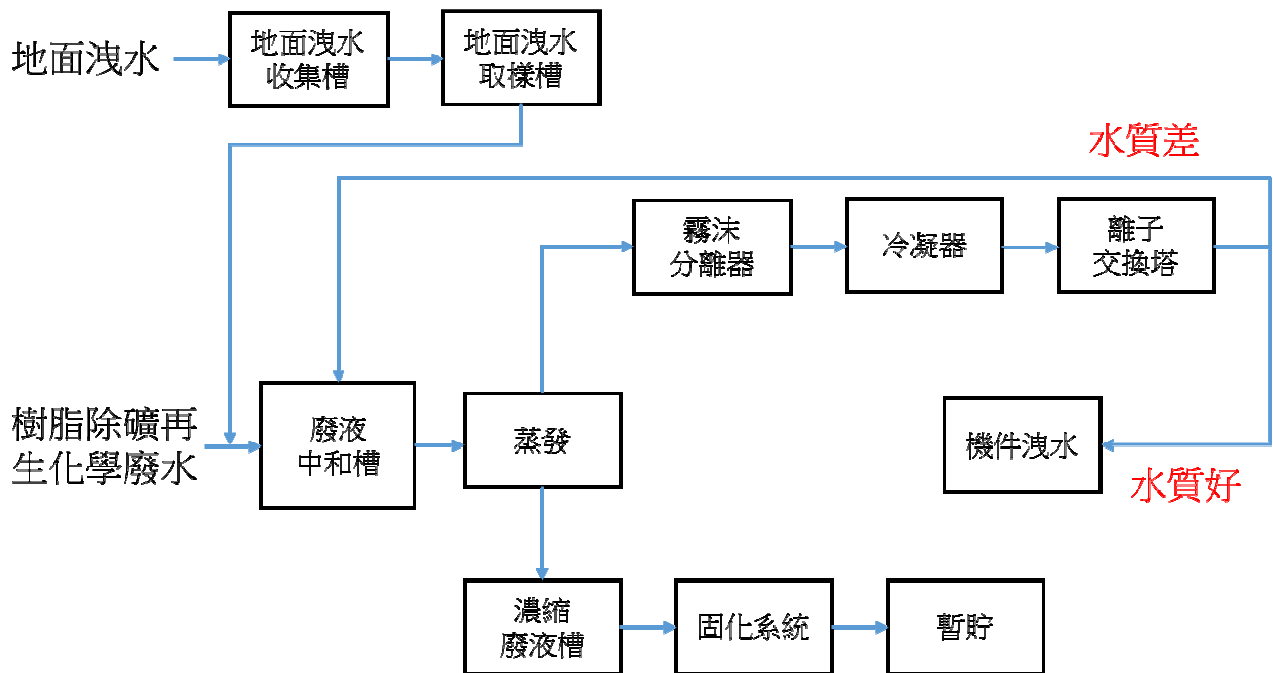 地面洩水
地面洩水
收集槽
地面洩水
取樣槽
水質差
霧沫
分離器
冷凝器
離子
交換塔
樹脂除礦再
生化學廢水
廢液
中和槽
蒸發
機件洩水
水質好
濃縮
廢液槽
固化系統
暫貯